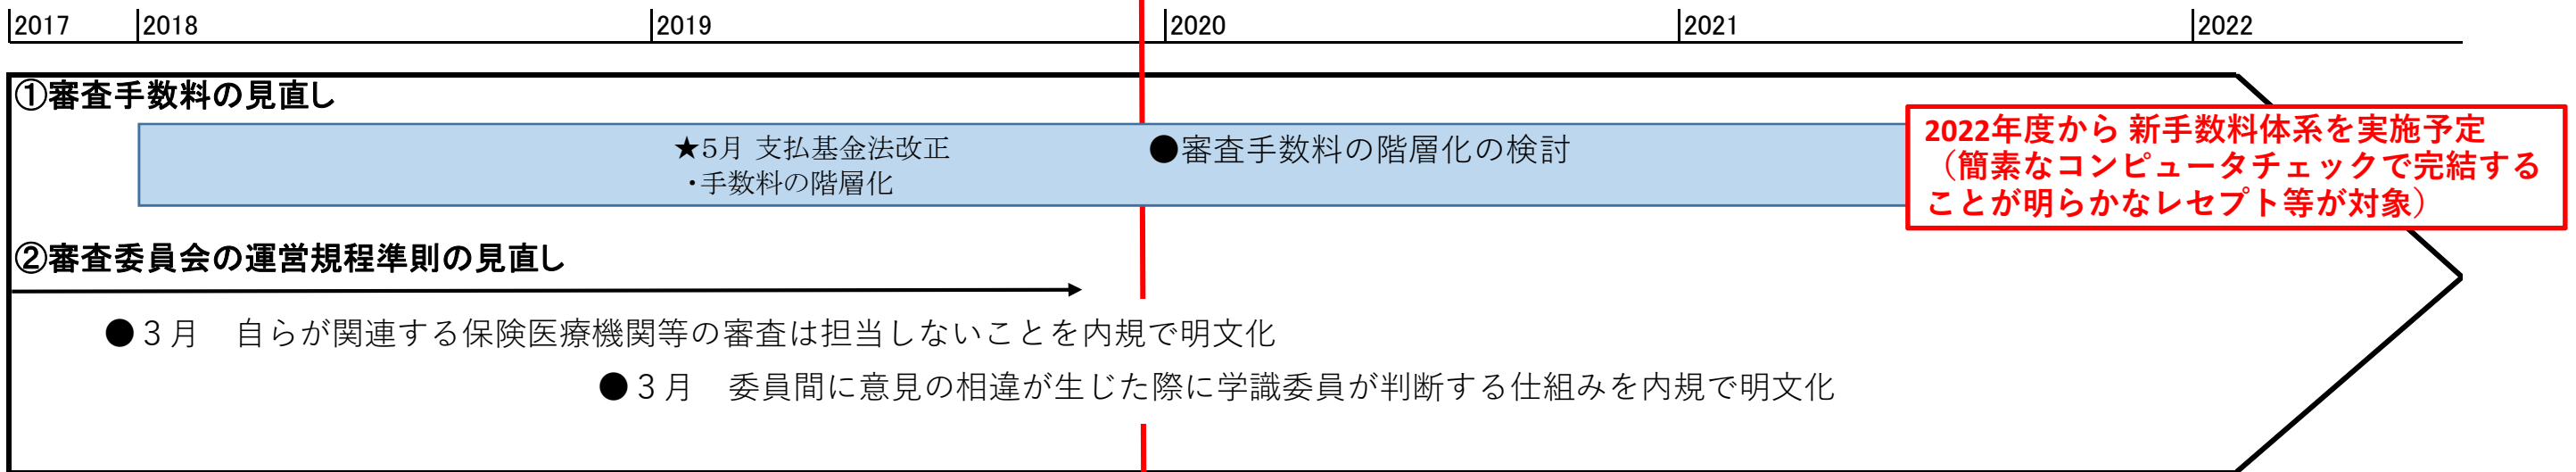 2017 2018 2019 2020 2021 2022
①審査手数料の見直し
★5月 支払基金法改正
・手数料の階層化
●審査手数料の階層化の検討
2022年度から 新手数料体系を実施予定
（簡素なコンピュータチェックで完結する
ことが明らかなレセプト等が対象）
②審査委員会の運営規程準則の見直し
●３月　自らが関連する保険医療機関等の審査は担当しないことを内規で明文化
●３月　委員間に意見の相違が生じた際に学識委員が判断する仕組みを内規で明文化